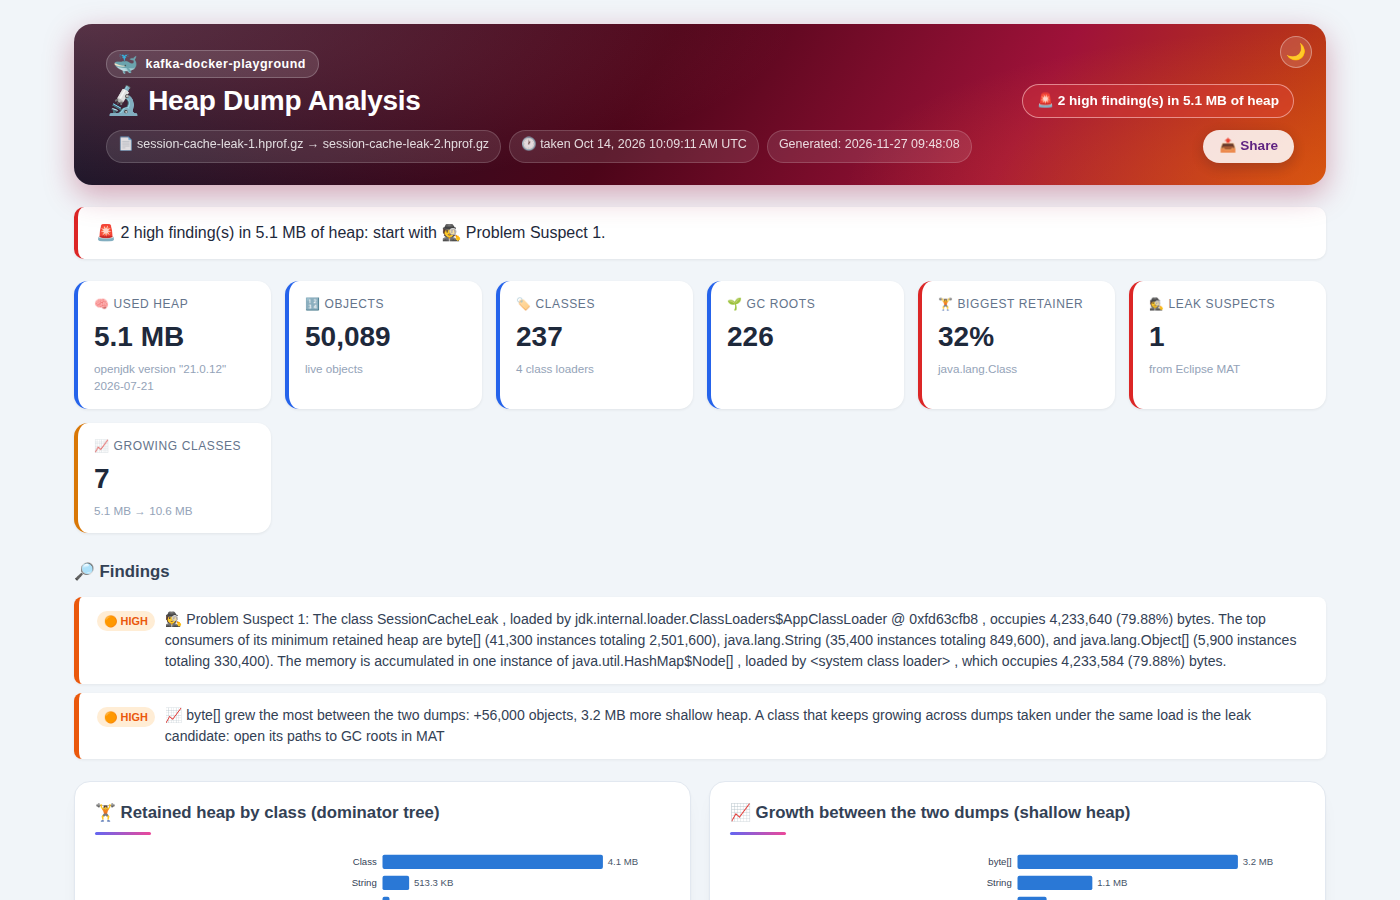 kafka-docker-playground
🔬 Heap Dump Analysis
🚨 2 high finding(s) in 5.1 MB of heap
session-cache-leak-1.hprof.gz → session-cache-leak-2.hprof.gz
taken Oct 14, 2026 10:09:11 AM UTC
Generated: 2026-11-27 09:48:08
Share
🚨 2 high finding(s) in 5.1 MB of heap: start with 🕵 Problem Suspect 1.
USED HEAP
5.1 MB
openjdk version "21.0.12"
2026-07-21
OBJECTS
50,089
live objects
CLASSES
237
4 class loaders
GC ROOTS
226
BIGGEST RETAINER
32%
java.lang.Class
LEAK SUSPECTS
1
from Eclipse MAT
GROWING CLASSES
7
5.1 MB → 10.6 MB
Findings
HIGH
Problem Suspect 1: The class SessionCacheLeak , loaded by jdk.internal.loader.ClassLoaders$AppClassLoader @ 0xfd63cfb8 , occupies 4,233,640 (79.88%) bytes. The top
consumers of its minimum retained heap are byte[] (41,300 instances totaling 2,501,600), java.lang.String (35,400 instances totaling 849,600), and java.lang.Object[] (5,900 instances
totaling 330,400). The memory is accumulated in one instance of java.util.HashMap$Node[] , loaded by <system class loader> , which occupies 4,233,584 (79.88%) bytes.
HIGH
byte[] grew the most between the two dumps: +56,000 objects, 3.2 MB more shallow heap. A class that keeps growing across dumps taken under the same load is the leak
candidate: open its paths to GC roots in MAT
Retained heap by class (dominator tree)
Class 4.1 MB
String 513.3 KB
Growth between the two dumps (shallow heap)
byte[] 3.2 MB
String 1.1 MB